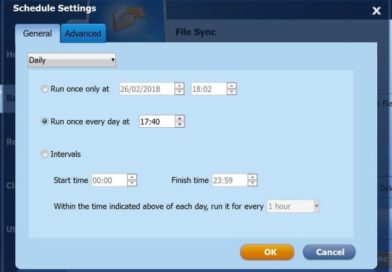 Schedule Settings
General
Advanced
File Sync
Daily
Run once only at 26/02/2018 18:02
Run once every day at 17:40
Intervals
Start time 00:00 Finish time 23:59
Within the time indicated above of each day, run it for every 1 hour
OK
Cancel